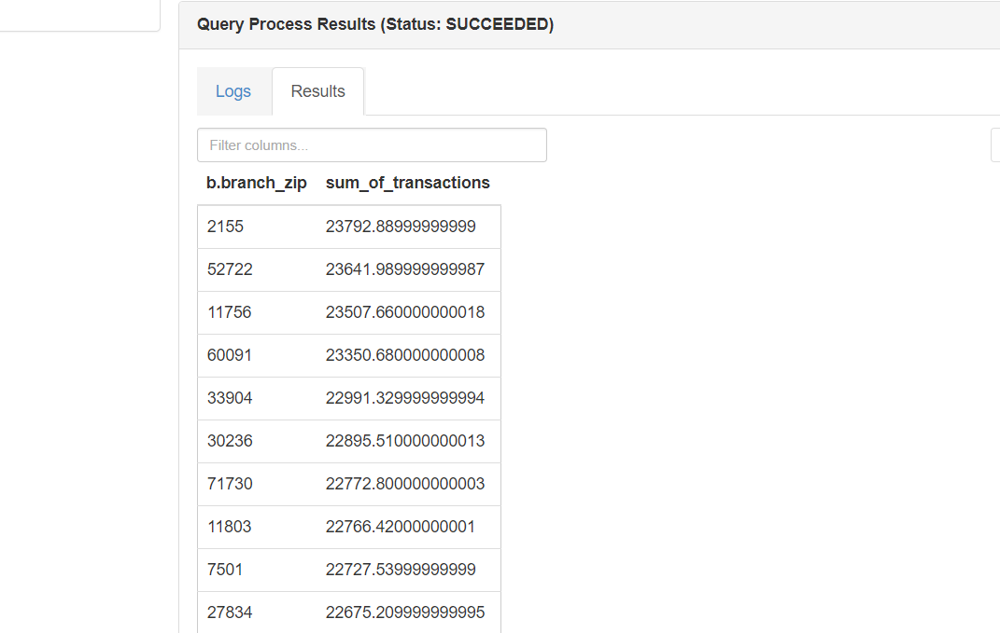 Query Process Results (Status: SUCCEEDED)
Logs Results
Filter columns...
b.branch_zip sum_of_transactions
2155 23792.88999999999
52722 23641.989999999987
11756 23507.660000000018
60091 23350.680000000008
33904 22991.329999999994
30236 22895.510000000013
71730 22772.800000000003
11803 22766.42000000001
7501 22727.53999999999
27834 22675.209999999995